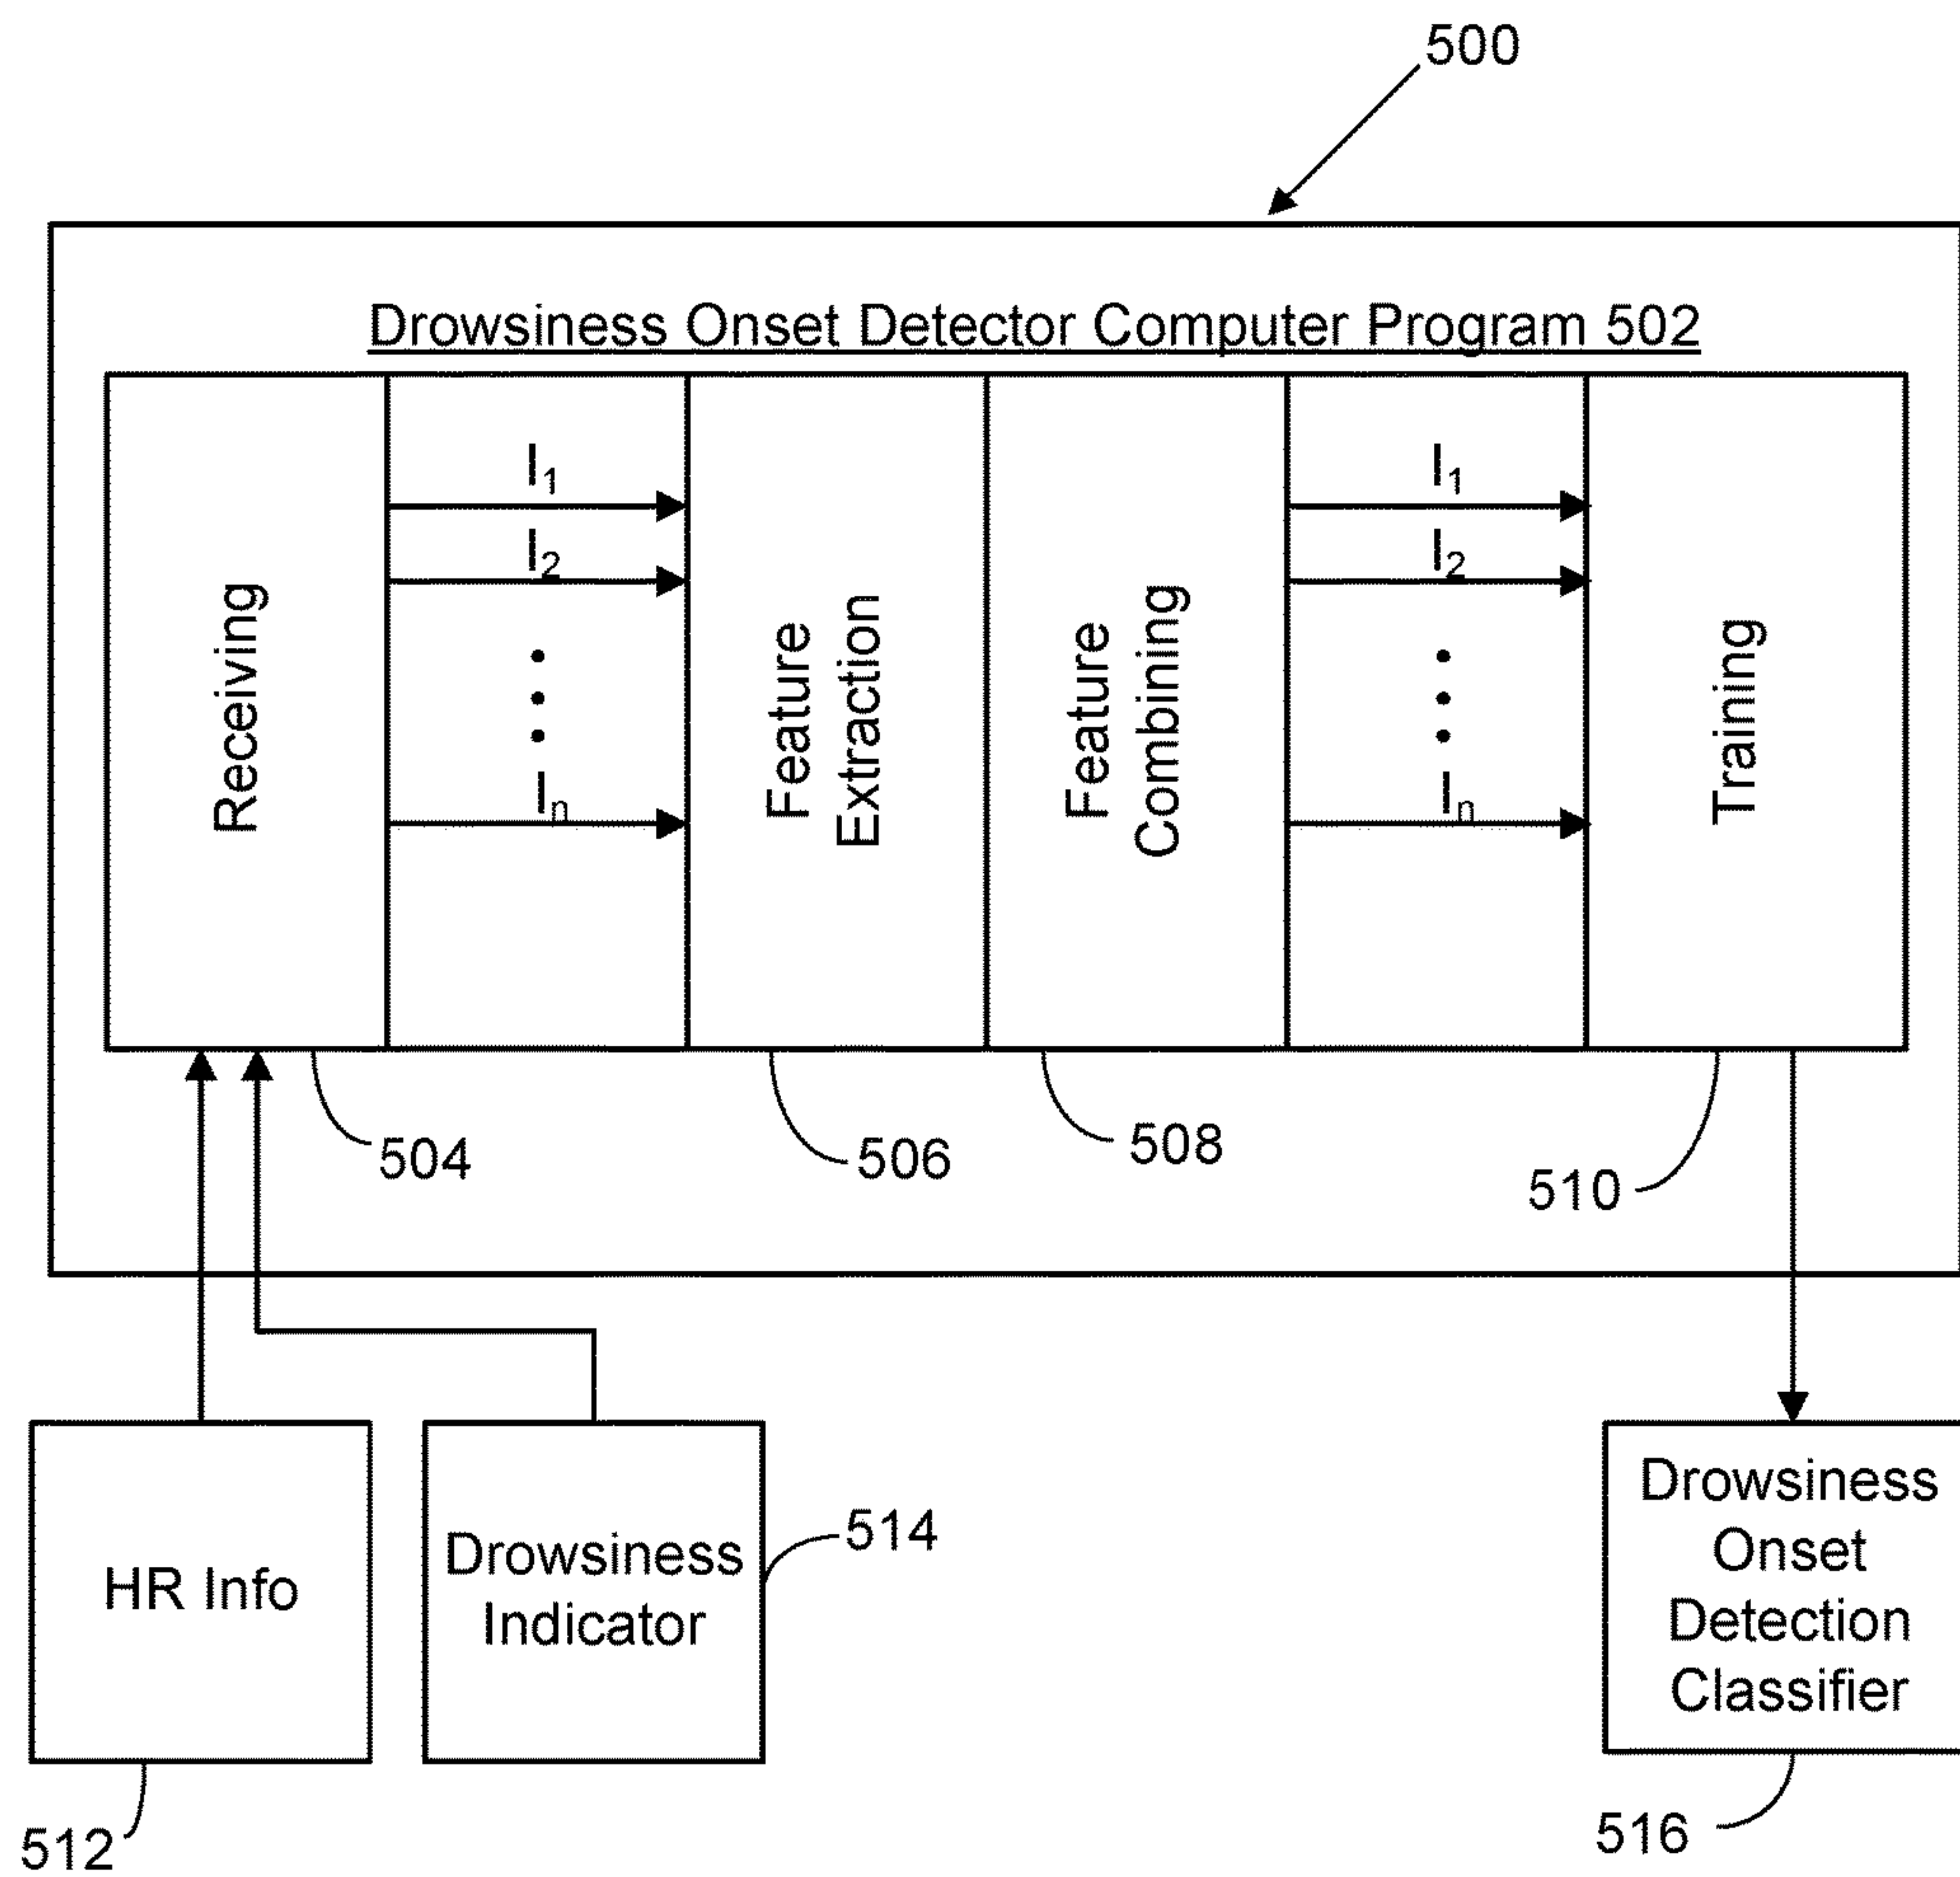 500
Drowsiness Onset Detector Computer Program 502
Receiving
I1
I2
In
Feature
Extraction
Feature
Combining
I1
I2
In
Training
504
506
508
510
HR Info
Drowsiness
Indicator
514
Drowsiness
Onset
Detection
Classifier
512
516